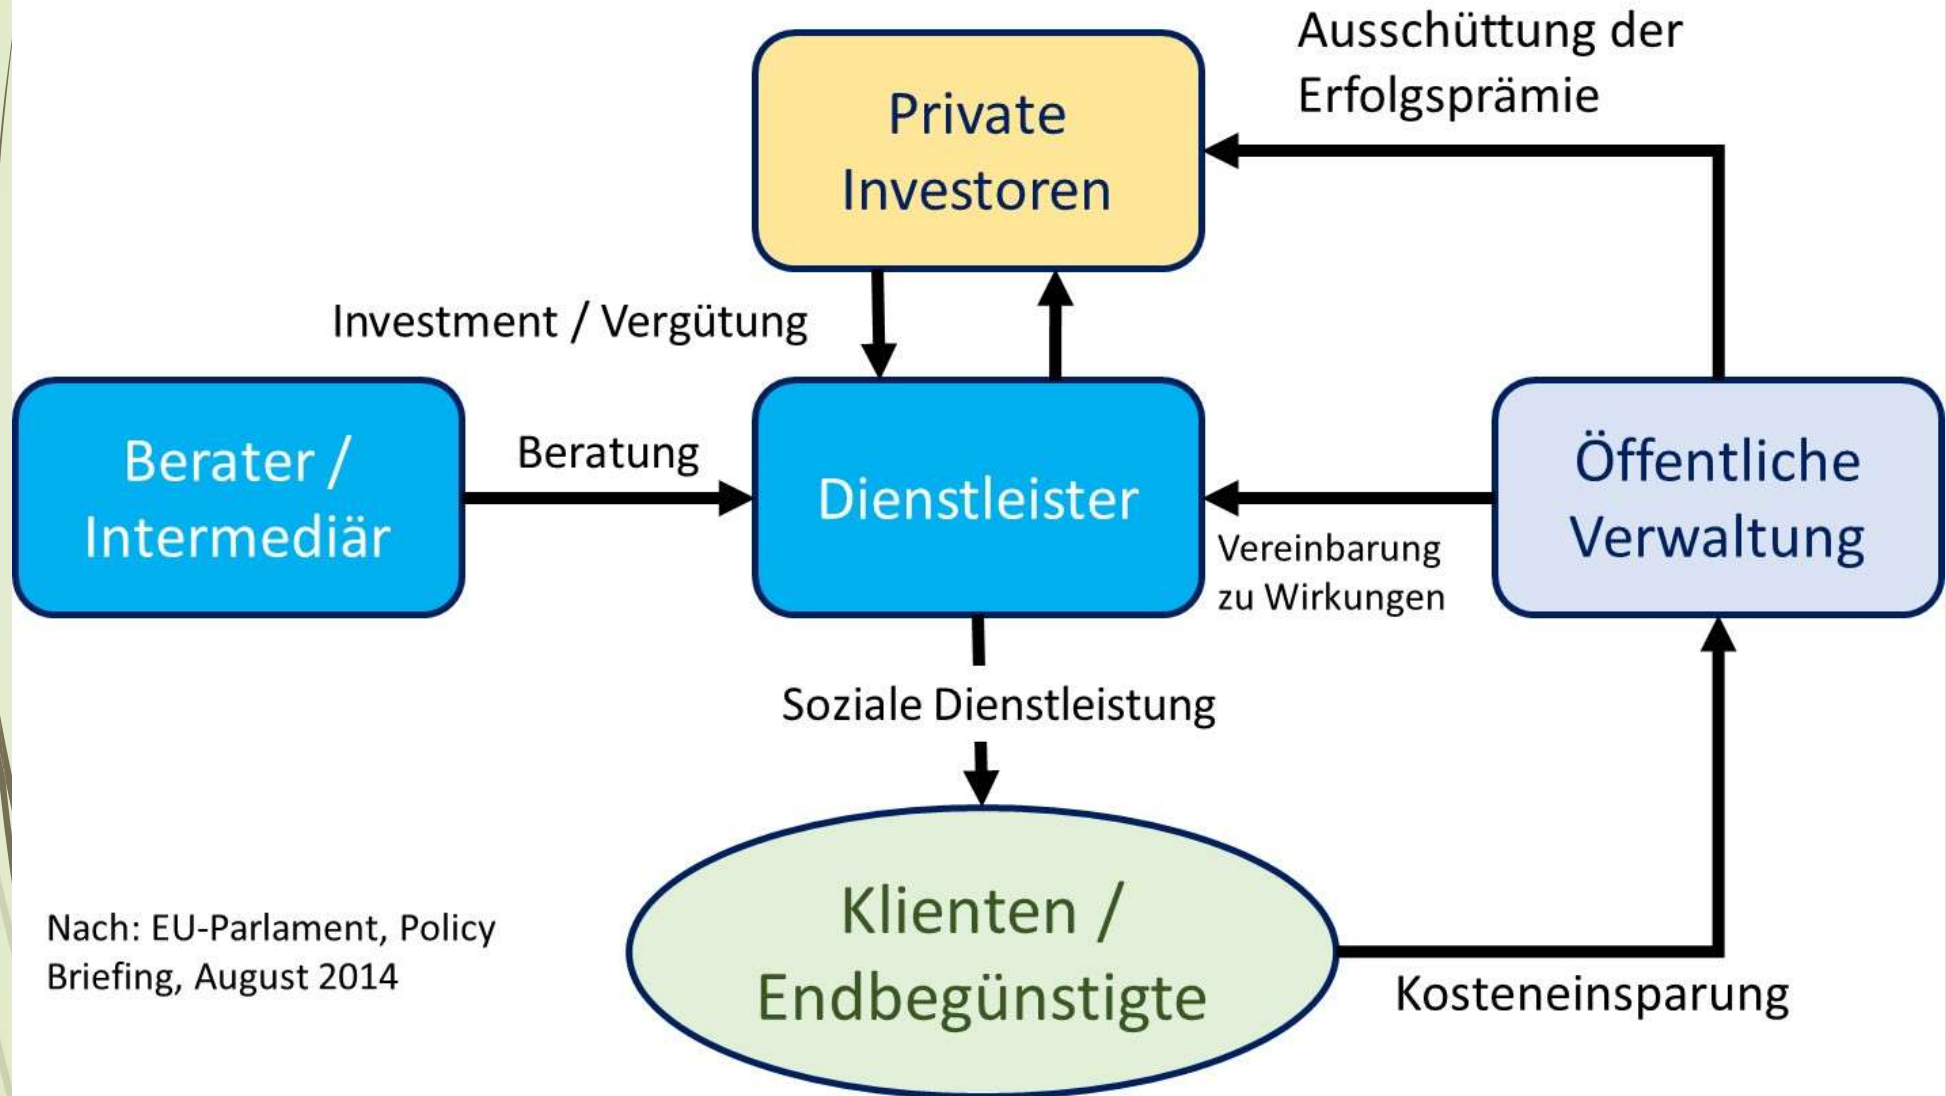 Ausschüttung der
Erfolgsprämie
Private
Investoren
Investment / Vergütung
Berater /
Intermediär
Beratung
Dienstleister
Öffentliche
Verwaltung
Vereinbarung
zu Wirkungen
Soziale Dienstleistung
Klienten /
Endbegünstigte
Kosteneinsparung
Nach: EU-Parlament, Policy
Briefing, August 2014